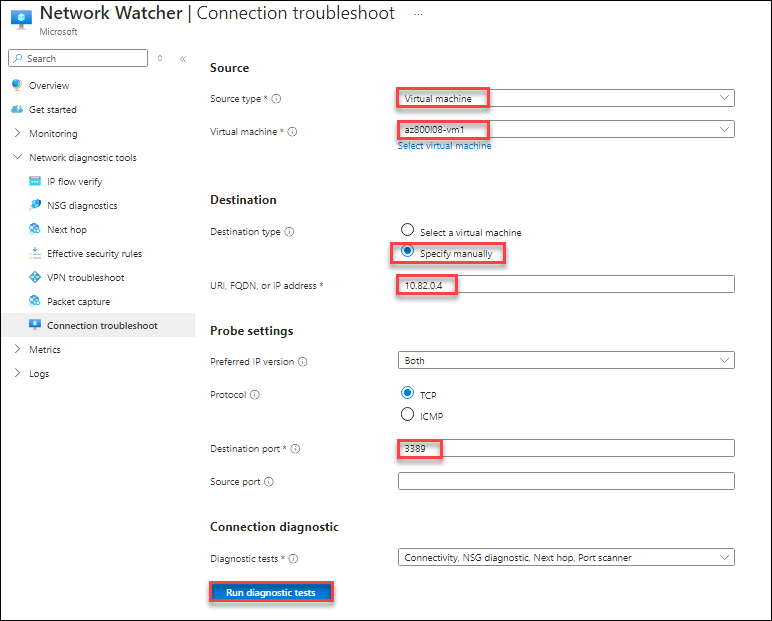 Network Watcher | Connection troubleshoot ...
Microsoft
Search
Overview
Get started
Monitoring
Network diagnostic tools
IP flow verify
NSG diagnostics
Next hop
Effective security rules
VPN troubleshoot
Packet capture
Connection troubleshoot
Metrics
Logs
Source
Source type *
Virtual machine
Virtual machine *
az800l08-vm1
Select virtual machine
Destination
Destination type
Select a virtual machine
Specify manually
URI, FQDN, or IP address *
10.82.0.4
Probe settings
Preferred IP version
Both
Protocol
TCP
ICMP
Destination port *
3389
Source port
Connection diagnostic
Diagnostic tests *
Connectivity, NSG diagnostic, Next hop, Port scanner
Run diagnostic tests